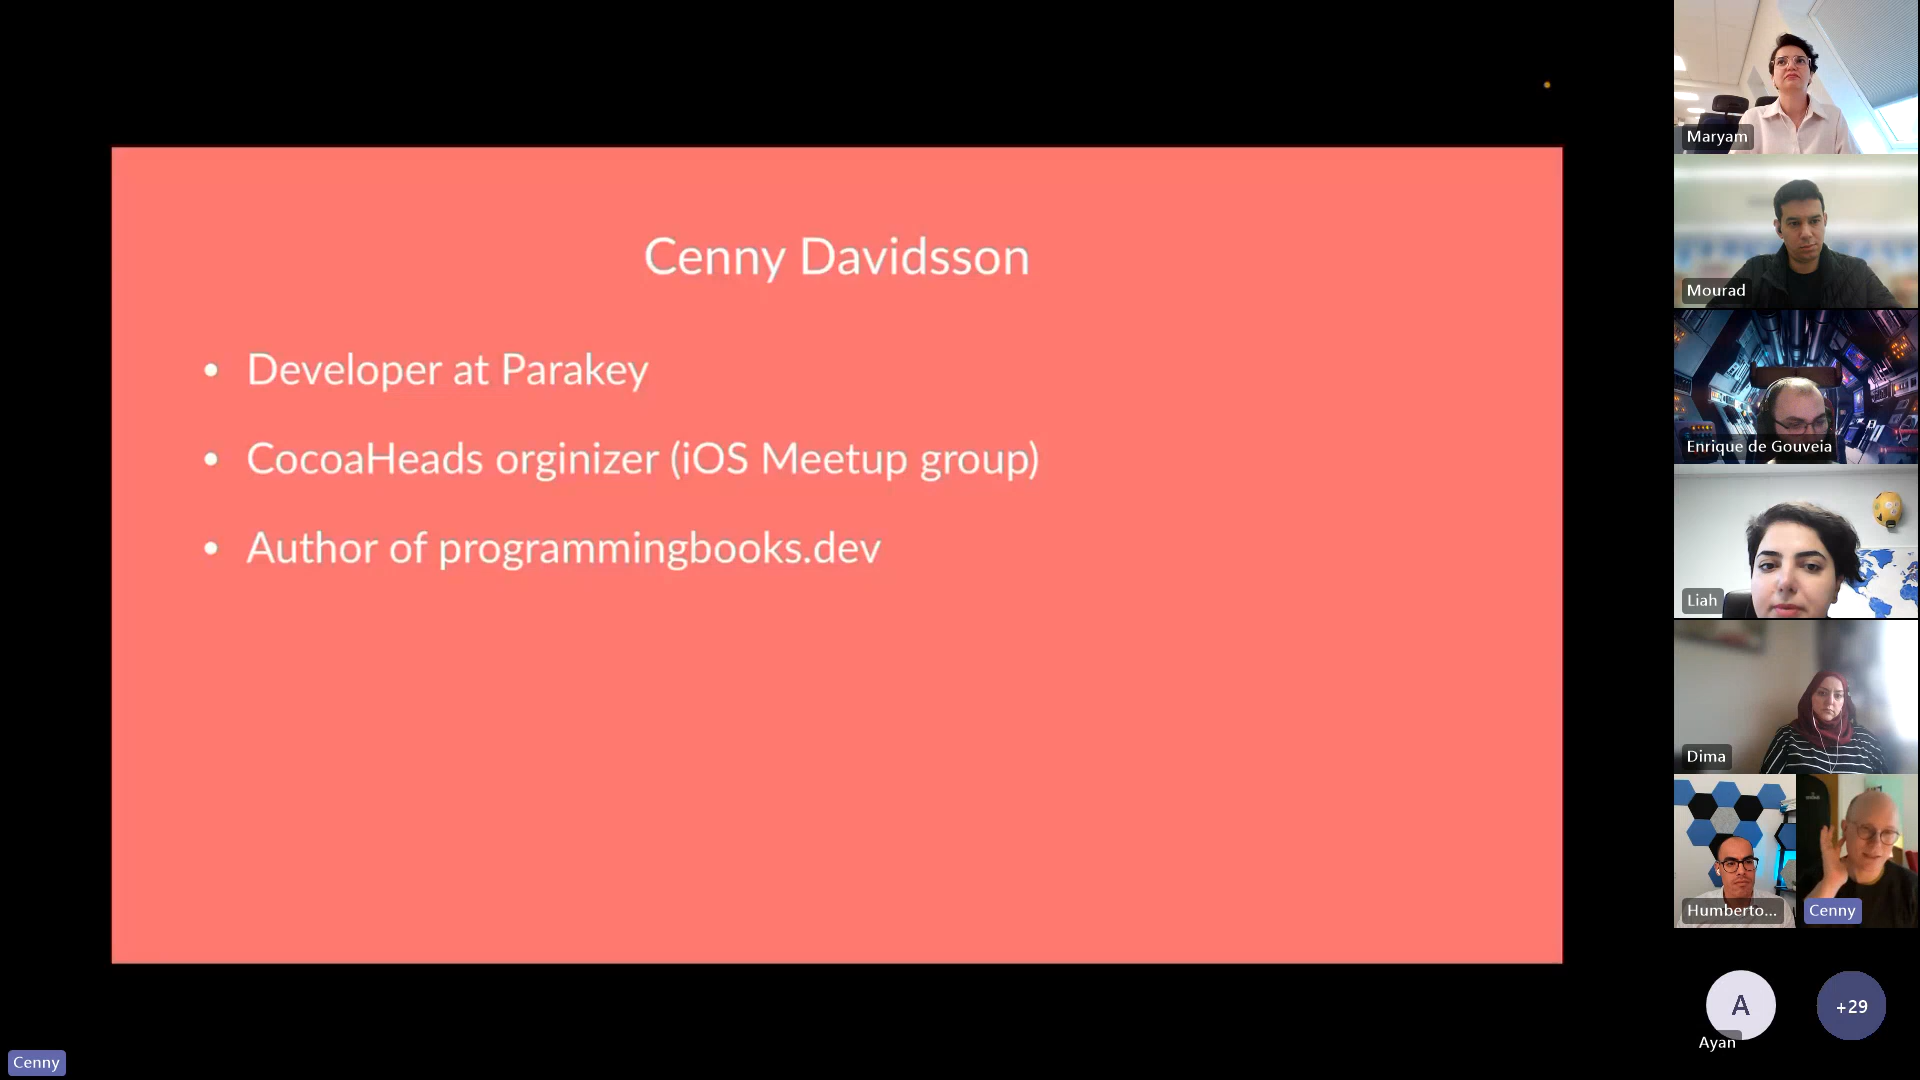 Cenny Davidsson
• Developer at Parakey
• CocoaHeads orginizer (iOS Meetup group)
• Author of programmingbooks.dev
Maryam
Mourad
Enrique de Gouveia
Liah
Dima
Humberto...
Cenny
A
Ayan
+29
Cenny